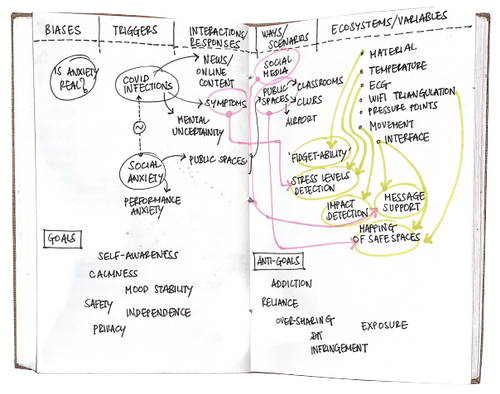 BIASES
TRIGGERS
INTERACTIONS/
RESPONSES
WAYS/
SCENARIOS
ECOSYSTEMS/VARIABLES
IS ANXIETY
REAL?
COVID
INFECTIONS
NEWS/
ONLINE
CONTENT
SYMPTOMS
MENTAL
UNCERTAINITY
SOCIAL
ANXIETY
PUBLIC SPACES
PERFORMANCE
ANXIETY
SOCIAL
MEDIA
PUBLIC
SPACES
CLASSROOMS
CLUBS
AIRPORT
MATERIAL
TEMPERATURE
ECG
WIFI TRIANGULATION
PRESSURE POINTS
MOVEMENT
INTERFACE
FIDGET-ABILITY
STRESS LEVELS
DETECTION
IMPACT
DETECTION
MESSAGE
SUPPORT
MAPPING
OF SAFE SPACES
GOALS
SELF-AWARENESS
CALMNESS
MOOD STABILITY
SAFETY
INDEPENDENCE
PRIVACY
ANTI-GOALS
ADDICTION
RELIANCE
OVER-SHARING
EXPOSURE
INFRINGEMENT